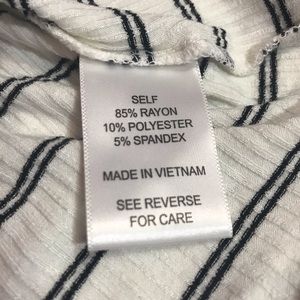 SELF
85% RAYON
10% POLYESTER
5% SPANDEX
MADE IN VIETNAM
SEE REVERSE
FOR CARE